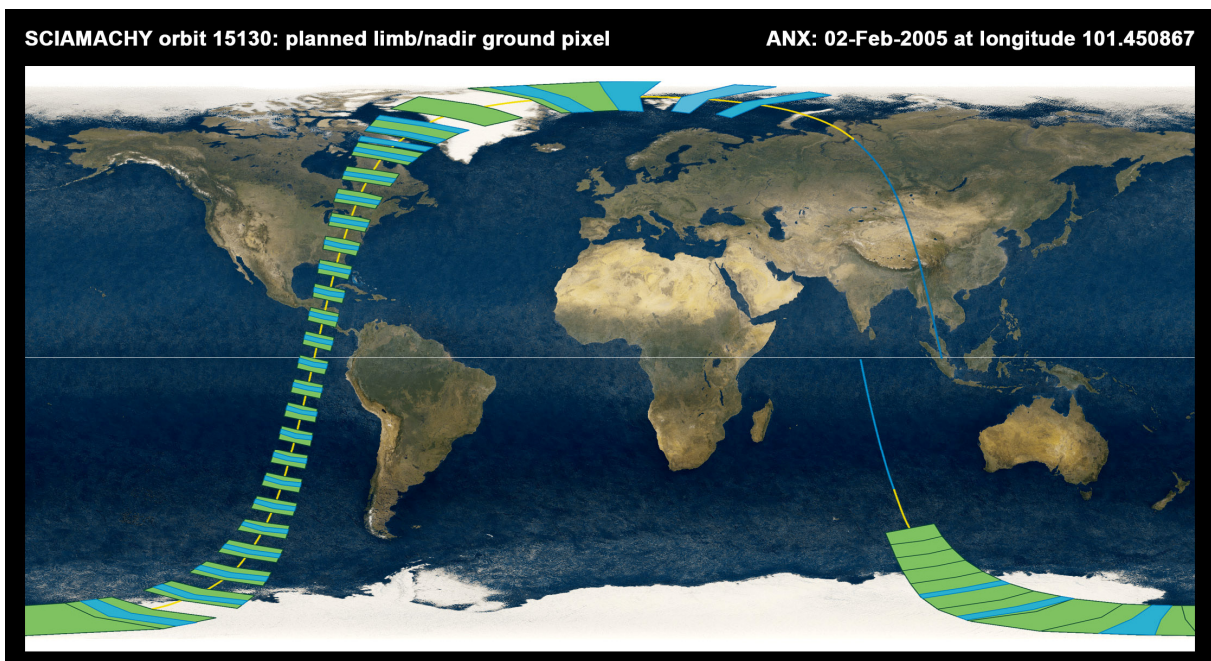 SCIAMACHY orbit 15130: planned limb/nadir ground pixel
ANX: 02-Feb-2005 at longitude 101.450867